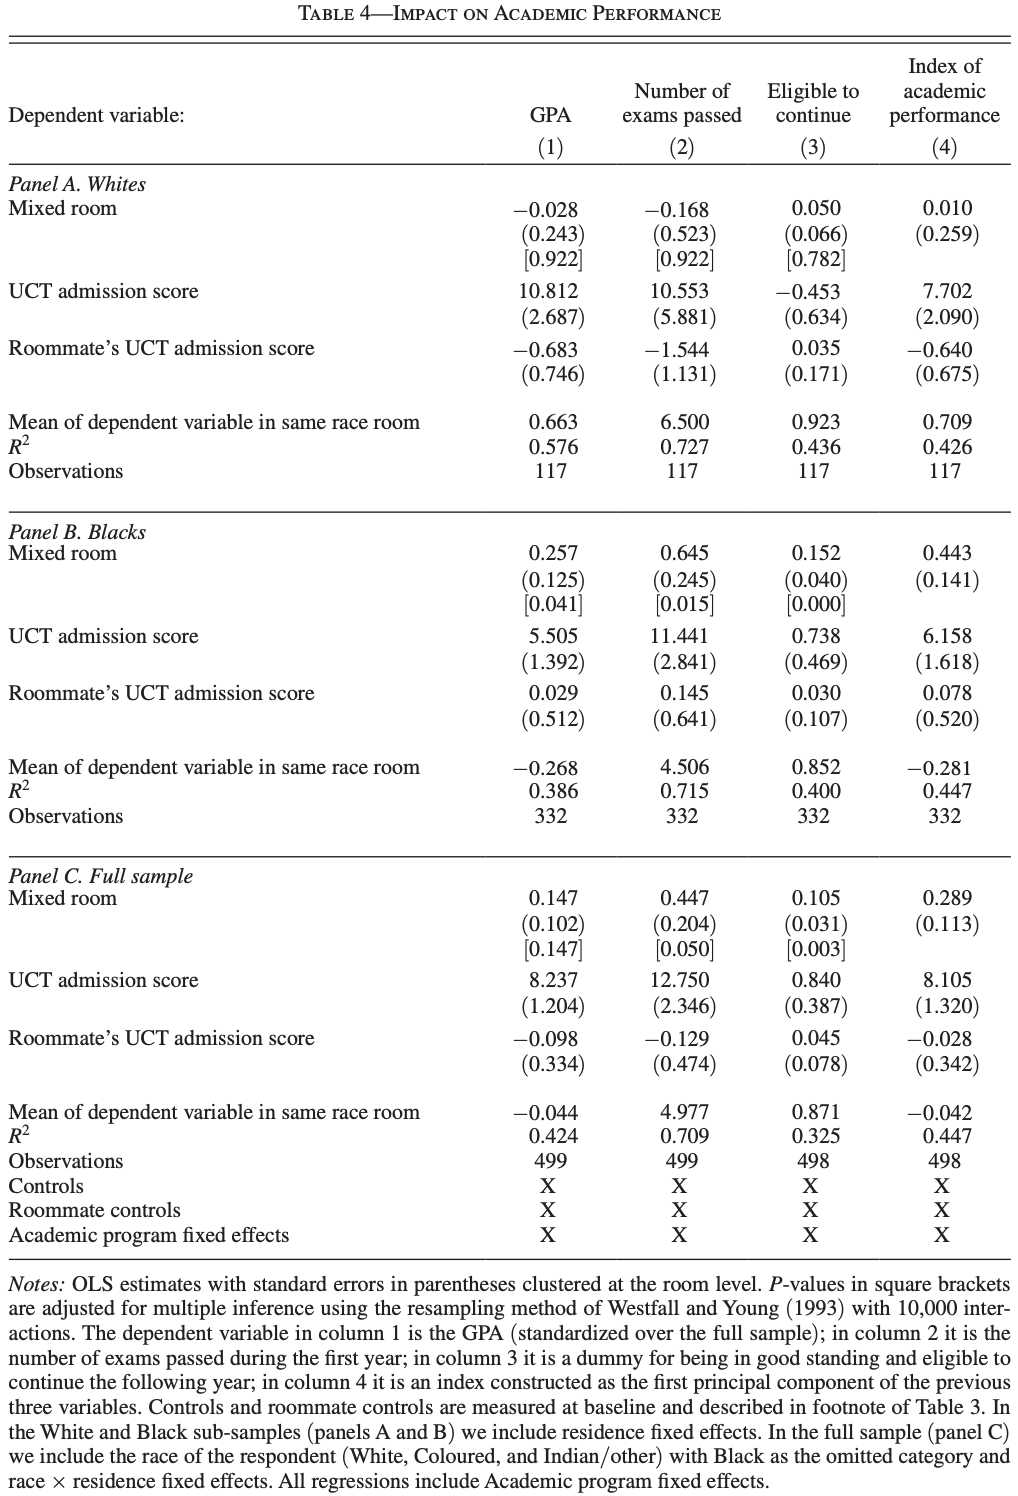 TABLE 4—IMPACT ON ACADEMIC PERFORMANCE
Dependent variable: GPA (1) Number of exams passed (2) Eligible to continue (3) Index of academic performance (4)
Panel A. Whites
Mixed room −0.028 −0.168 0.050 0.010
(0.243) (0.523) (0.066) (0.259)
[0.922] [0.922] [0.782]
UCT admission score 10.812 10.553 −0.453 7.702
(2.687) (5.881) (0.634) (2.090)
Roommate’s UCT admission score −0.683 −1.544 0.035 −0.640
(0.746) (1.131) (0.171) (0.675)
Mean of dependent variable in same race room 0.663 6.500 0.923 0.709
R² 0.576 0.727 0.436 0.426
Observations 117 117 117 117
Panel B. Blacks
Mixed room 0.257 0.645 0.152 0.443
(0.125) (0.245) (0.040) (0.141)
[0.041] [0.015] [0.000]
UCT admission score 5.505 11.441 0.738 6.158
(1.392) (2.841) (0.469) (1.618)
Roommate’s UCT admission score 0.029 0.145 0.030 0.078
(0.512) (0.641) (0.107) (0.520)
Mean of dependent variable in same race room −0.268 4.506 0.852 −0.281
R² 0.386 0.715 0.400 0.447
Observations 332 332 332 332
Panel C. Full sample
Mixed room 0.147 0.447 0.105 0.289
(0.102) (0.204) (0.031) (0.113)
[0.147] [0.050] [0.003]
UCT admission score 8.237 12.750 0.840 8.105
(1.204) (2.346) (0.387) (1.320)
Roommate’s UCT admission score −0.098 −0.129 0.045 −0.028
(0.334) (0.474) (0.078) (0.342)
Mean of dependent variable in same race room −0.044 4.977 0.871 −0.042
R² 0.424 0.709 0.325 0.447
Observations 499 499 498 498
Controls X X X X
Roommate controls X X X X
Academic program fixed effects X X X X
Notes: OLS estimates with standard errors in parentheses clustered at the room level. P-values in square brackets
are adjusted for multiple inference using the resampling method of Westfall and Young (1993) with 10,000 inter-
actions. The dependent variable in column 1 is the GPA (standardized over the full sample); in column 2 it is the
number of exams passed during the first year; in column 3 it is a dummy for being in good standing and eligible to
continue the following year; in column 4 it is an index constructed as the first principal component of the previous
three variables. Controls and roommate controls are measured at baseline and described in footnote of Table 3. In
the White and Black sub-samples (panels A and B) we include residence fixed effects. In the full sample (panel C)
we include the race of the respondent (White, Coloured, and Indian/other) with Black as the omitted category and
race × residence fixed effects. All regressions include Academic program fixed effects.